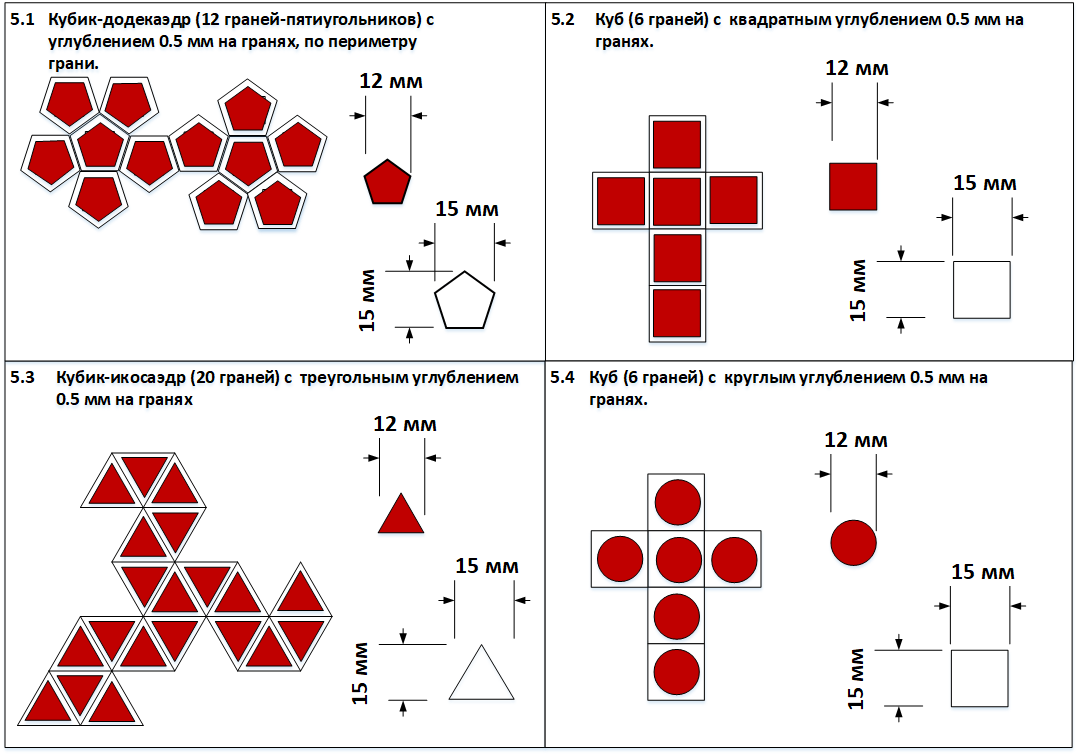 5.1 Кубик-додекаэдр (12 граней-пятиугольников) с
углублением 0.5 мм на гранях, по периметру
грани.
12 мм
15 мм
15 мм
5.2 Куб (6 граней) с квадратным углублением 0.5 мм на
гранях.
12 мм
15 мм
15 мм
5.3 Кубик-икосаэдр (20 граней) с треугольным углублением
0.5 мм на гранях
12 мм
15 мм
15 мм
5.4 Куб (6 граней) с круглым углублением 0.5 мм на
гранях.
12 мм
15 мм
15 мм